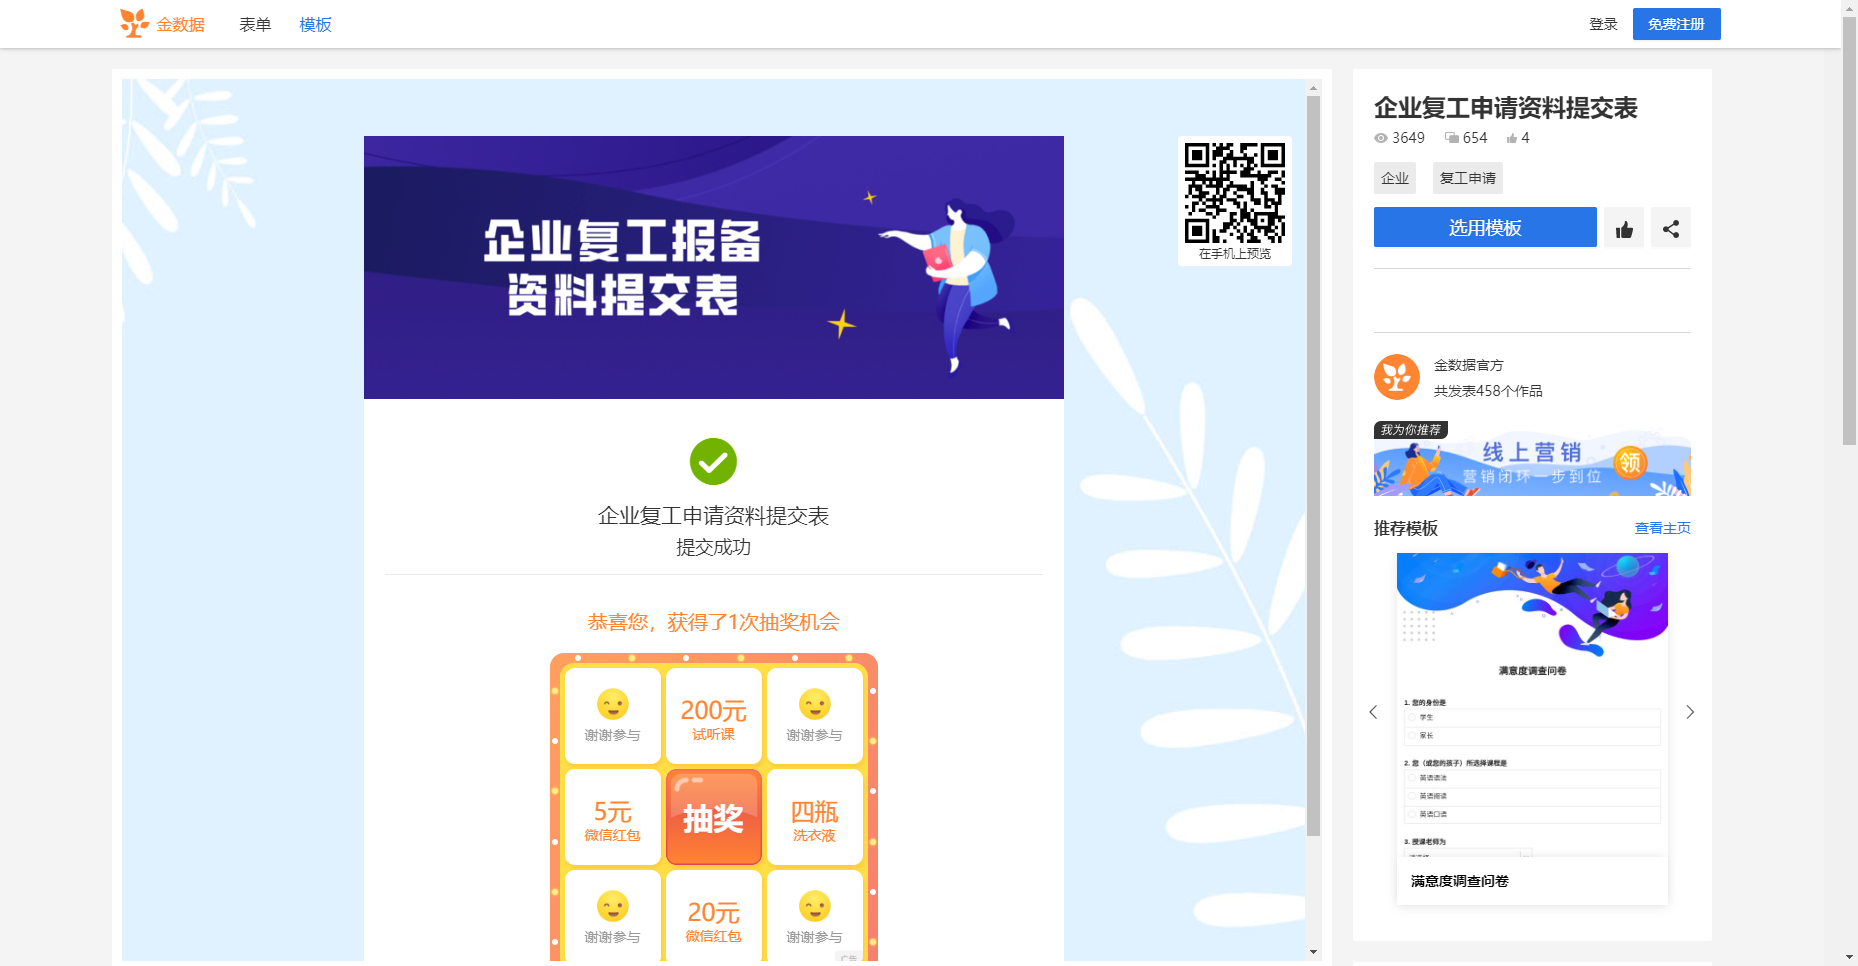 金数据
表单
模板
登录
免费注册
企业复工报备
资料提交表
在手机上预览
企业复工申请资料提交表
提交成功
恭喜您，获得了1次抽奖机会
谢谢参与
200元
试听课
谢谢参与
5元
微信红包
抽奖
四瓶
洗衣液
谢谢参与
20元
微信红包
谢谢参与
广告
企业复工申请资料提交表
3649
654
4
企业
复工申请
选用模板
金数据官方
共发表458个作品
我为你推荐
线上营销
营销闭环一步到位
领
推荐模板
查看主页
满意度调查问卷
1. 您的身份是
学生
家长
2. 您（或您的孩子）所选择课程是
英语语法
英语阅读
英语口语
3. 授课老师为
满意度调查问卷